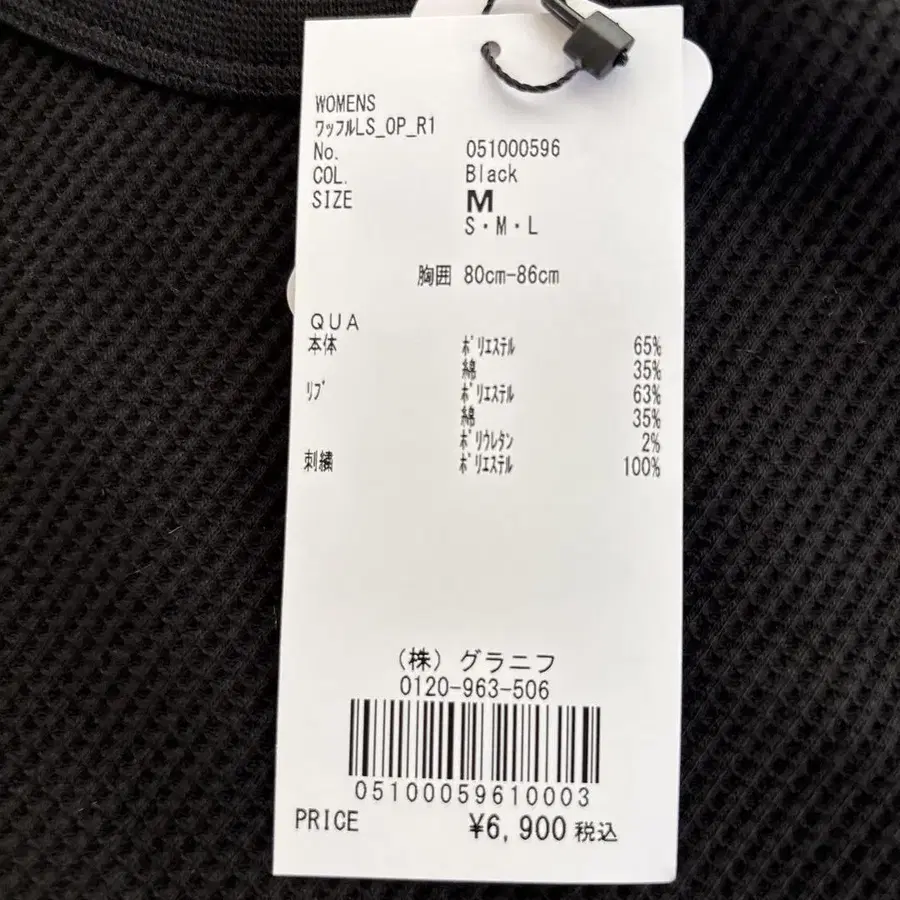 WOMENS
ﾜｯﾌﾙLS_OP_R1
No. 051000596
COL. Black
SIZE M
S・M・L
胸囲 80cm-86cm
ＱＵＡ
本体 ﾎﾟﾘｴｽﾃﾙ 65%
綿 35%
ﾘﾌﾞ ﾎﾟﾘｴｽﾃﾙ 63%
綿 35%
ﾎﾟﾘｳﾚﾀﾝ 2%
刺繍 ﾎﾟﾘｴｽﾃﾙ 100%
（株）グラニフ
0120-963-506
05100059610003
PRICE ¥6,900税込